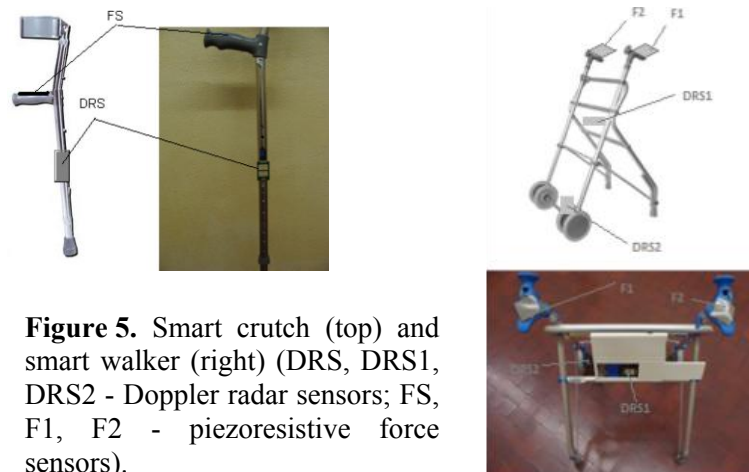 FS
DRS
F2
F1
DRS1
DRS2
F1
F2
DRS2
DRS1
Figure 5. Smart crutch (top) and
smart walker (right) (DRS, DRS1,
DRS2 - Doppler radar sensors; FS,
F1, F2 - piezoresistive force
sensors).